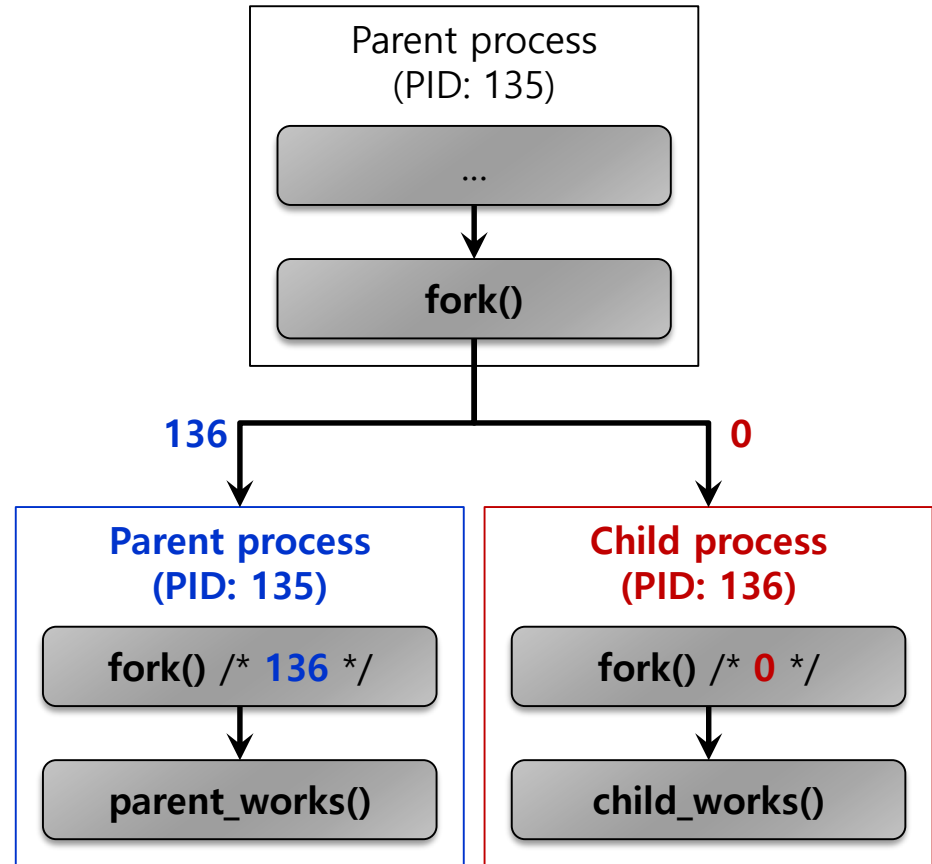 Parent process
(PID: 135)
...
fork()
136
0
Parent process
(PID: 135)
fork() /* 136 */
parent_works()
Child process
(PID: 136)
fork() /* 0 */
child_works()